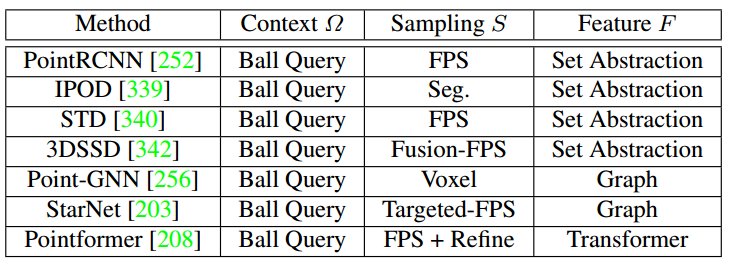 Method Context Ω Sampling S Feature F
PointRCNN [252] Ball Query FPS Set Abstraction
IPOD [339] Ball Query Seg. Set Abstraction
STD [340] Ball Query FPS Set Abstraction
3DSSD [342] Ball Query Fusion-FPS Set Abstraction
Point-GNN [256] Ball Query Voxel Graph
StarNet [203] Ball Query Targeted-FPS Graph
Pointformer [208] Ball Query FPS + Refine Transformer